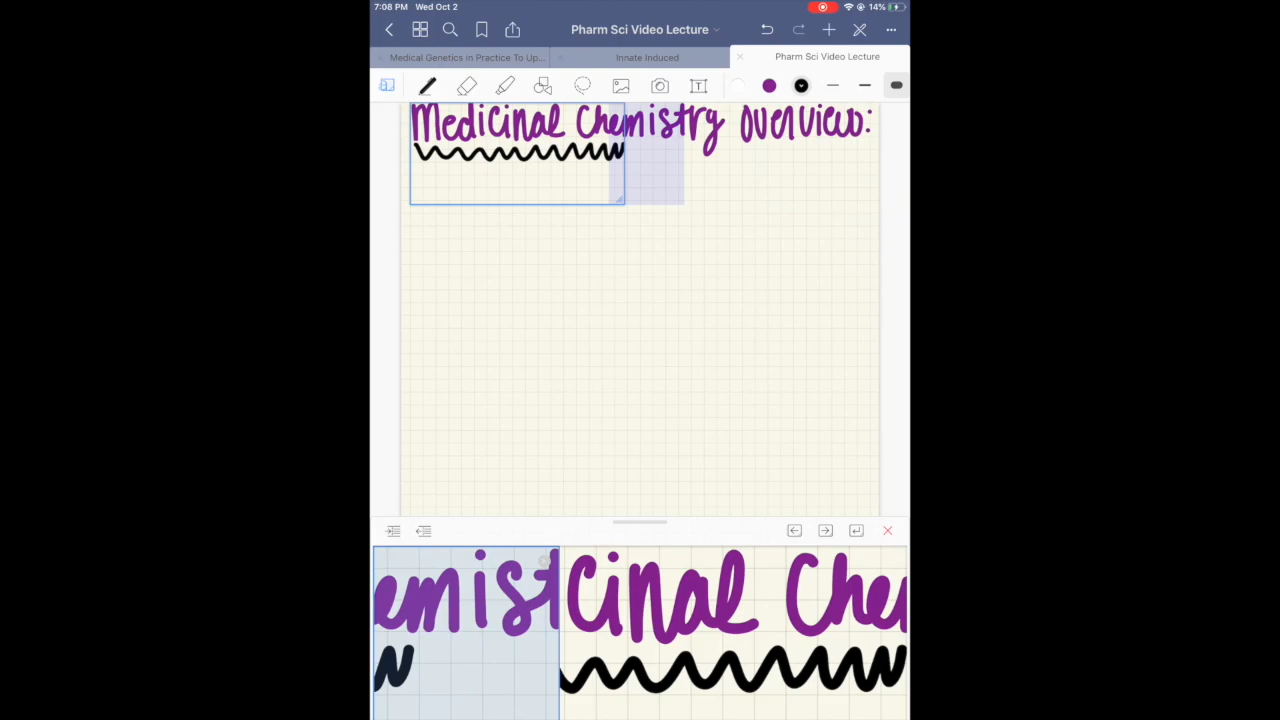 7:08 PM Wed Oct 2 14%
Pharm Sci Video Lecture
Medical Genetics in Practice To Up... Innate Induced Pharm Sci Video Lecture
T
Medicinal Chemistry Overview:
emist cinal Chem